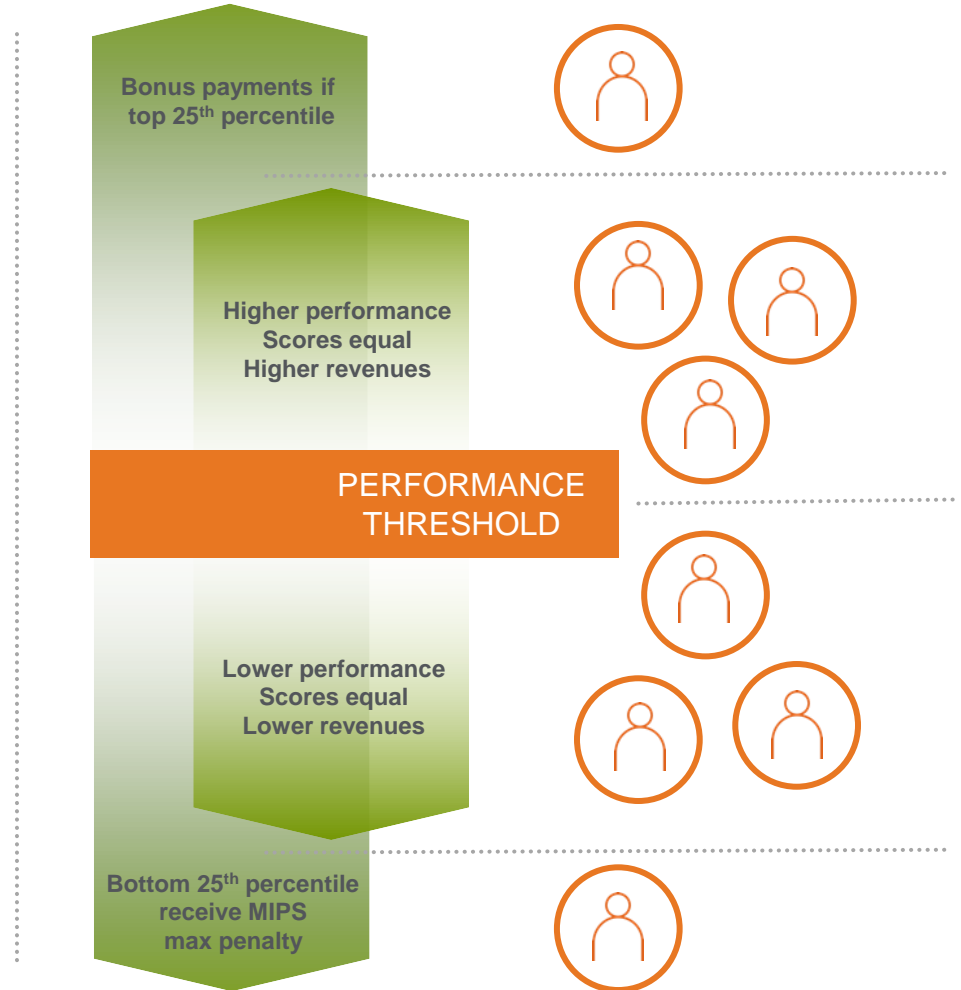 Bonus payments if
top 25th percentile
Higher performance
Scores equal
Higher revenues
PERFORMANCE
THRESHOLD
Lower performance
Scores equal
Lower revenues
Bottom 25th percentile
receive MIPS
max penalty